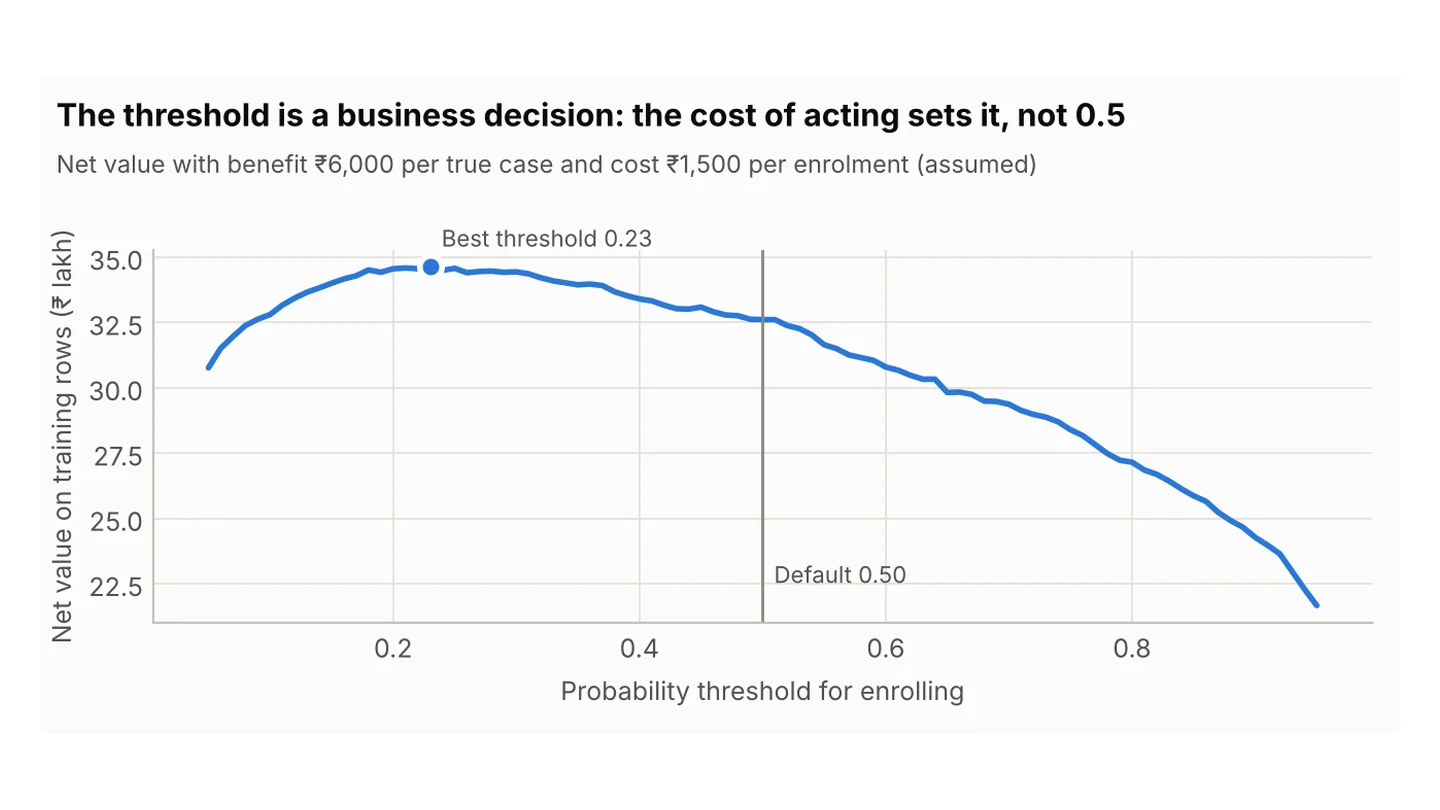 The threshold is a business decision: the cost of acting sets it, not 0.5
Net value with benefit ₹6,000 per true case and cost ₹1,500 per enrolment (assumed)
Net value on training rows (₹ lakh)
Best threshold 0.23
35.0
32.5
30.0
27.5
25.0
22.5
Default 0.50
0.2 0.4 0.6 0.8
Probability threshold for enrolling